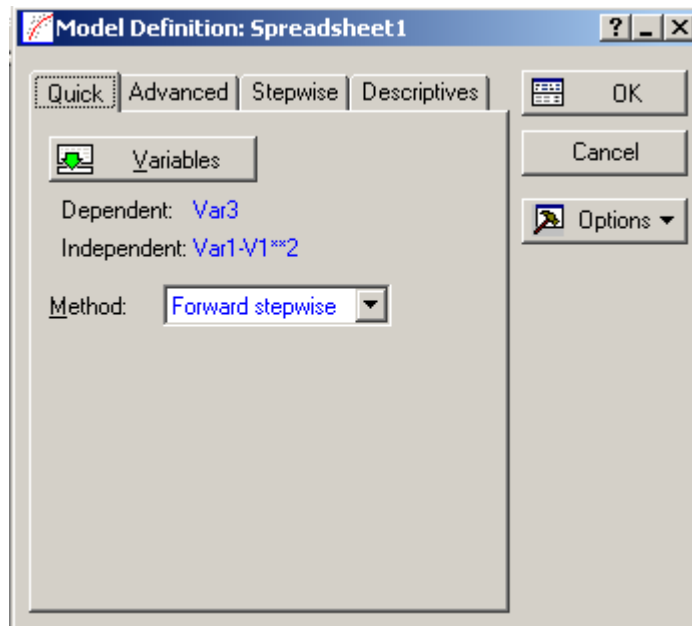 Model Definition: Spreadsheet1
Quick Advanced Stepwise Descriptives
OK
Variables
Cancel
Dependent: Var3
Options
Independent: Var1-V1**2
Method: Forward stepwise